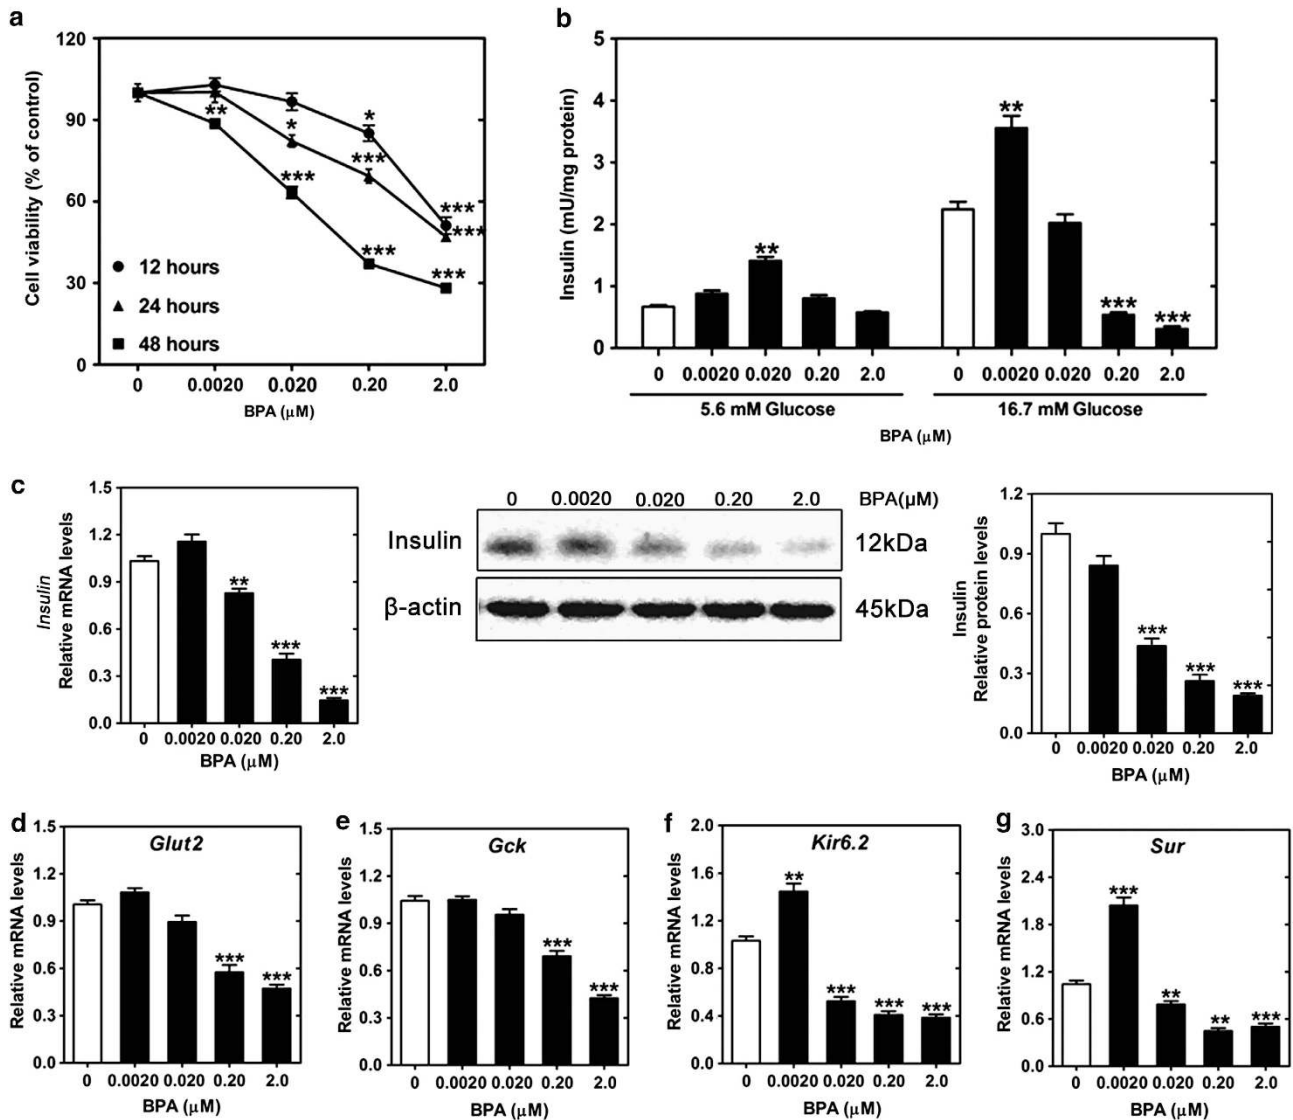 a
Cell viability (% of control)
120
90
60
30
0
**
*
*
***
***
***
***
***
***
12 hours
24 hours
48 hours
0 0.0020 0.020 0.20 2.0
BPA (μM)
b
Insulin (mU/mg protein)
5
4
3
2
1
0
**
**
***
***
0 0.0020 0.020 0.20 2.0 0 0.0020 0.020 0.20 2.0
5.6 mM Glucose 16.7 mM Glucose
BPA (μM)
c
Insulin
Relative mRNA levels
1.5
1.2
0.9
0.6
0.3
0.0
**
***
***
0 0.0020 0.020 0.20 2.0
BPA (μM)
0 0.0020 0.020 0.20 2.0 BPA(μM)
Insulin 12kDa
β-actin 45kDa
Insulin
Relative protein levels
1.2
0.9
0.6
0.3
0.0
***
***
***
0 0.0020 0.020 0.20 2.0
BPA (μM)
d
Glut2
Relative mRNA levels
1.5
1.2
0.9
0.6
0.3
0.0
***
***
0 0.0020 0.020 0.20 2.0
BPA (μM)
e
Gck
Relative mRNA levels
1.5
1.2
0.9
0.6
0.3
0.0
***
***
0 0.0020 0.020 0.20 2.0
BPA (μM)
f
Kir6.2
Relative mRNA levels
2.0
1.6
1.2
0.8
0.4
0.0
**
***
***
***
0 0.0020 0.020 0.20 2.0
BPA (μM)
g
Sur
Relative mRNA levels
3.0
2.4
1.8
1.2
0.6
0.0
***
**
**
***
0 0.0020 0.020 0.20 2.0
BPA (μM)